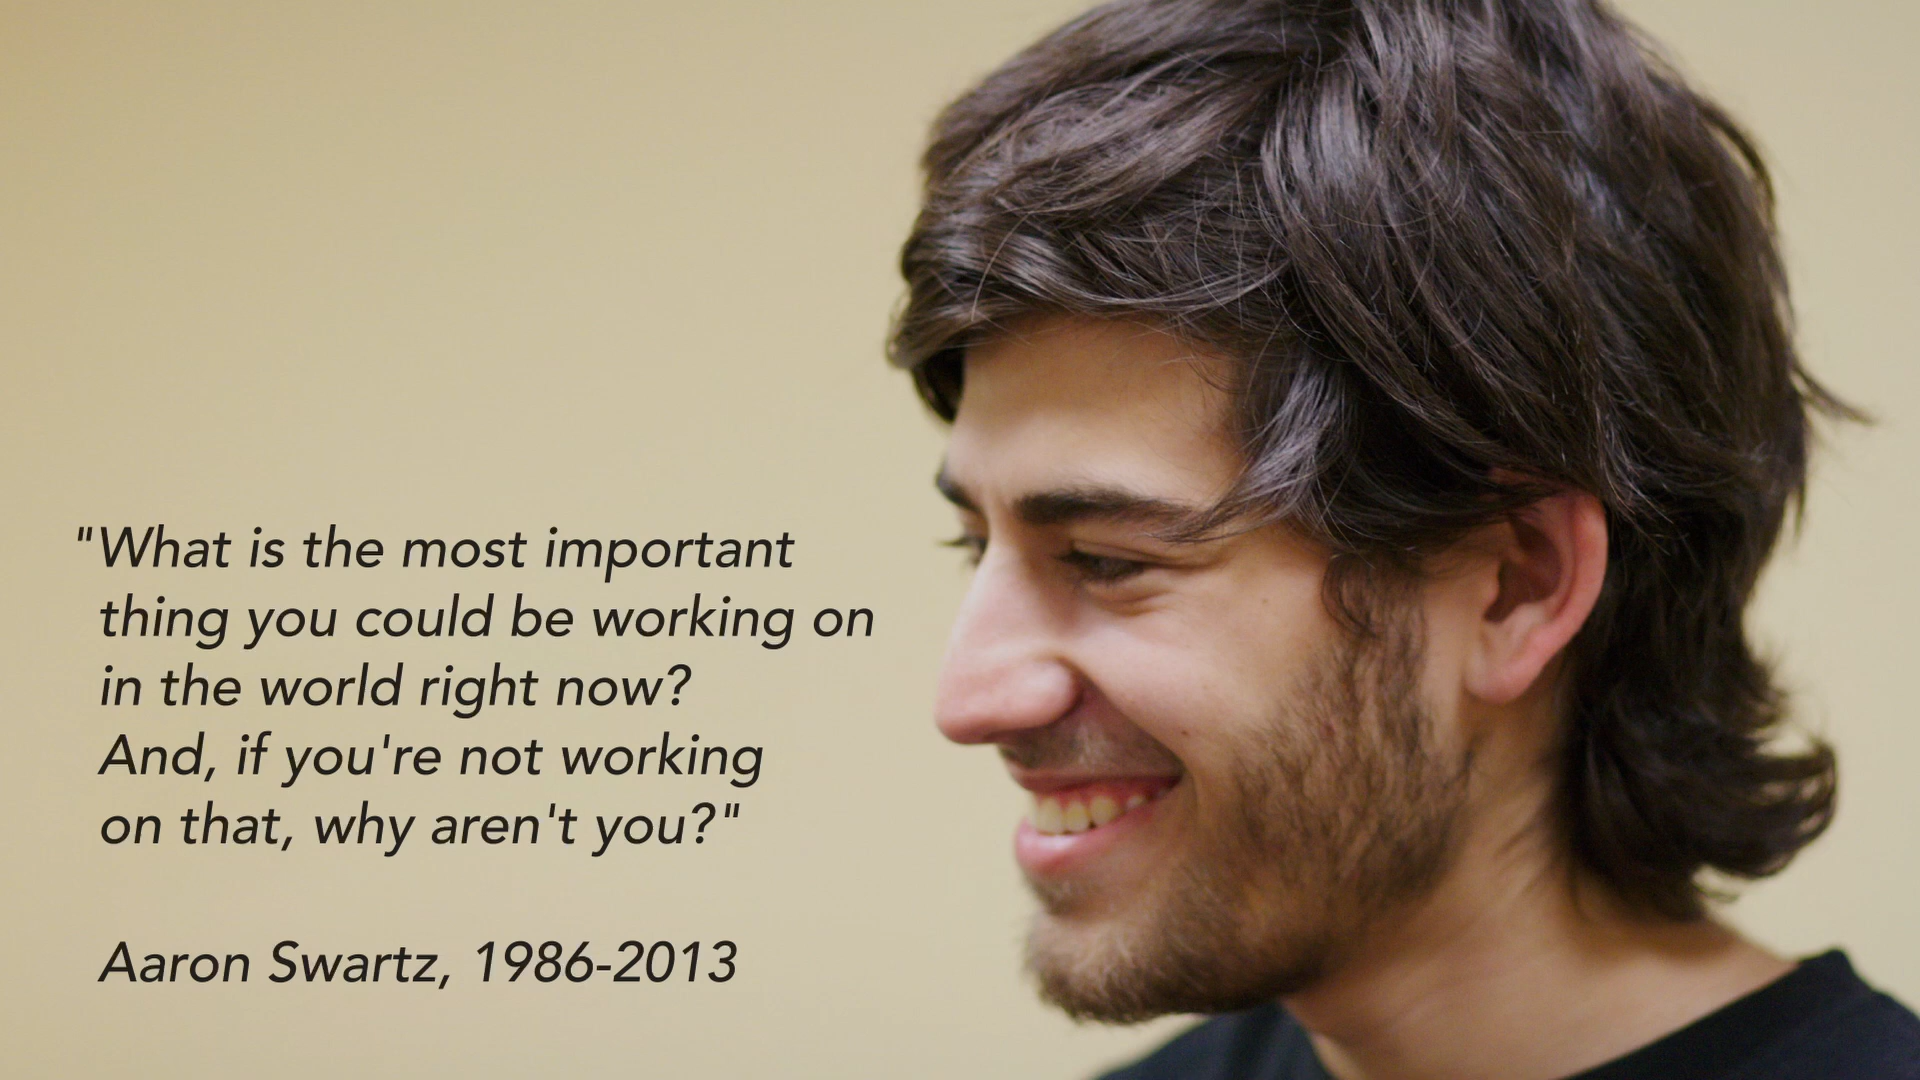 "What is the most important
thing you could be working on
in the world right now?
And, if you're not working
on that, why aren't you?"
Aaron Swartz, 1986-2013